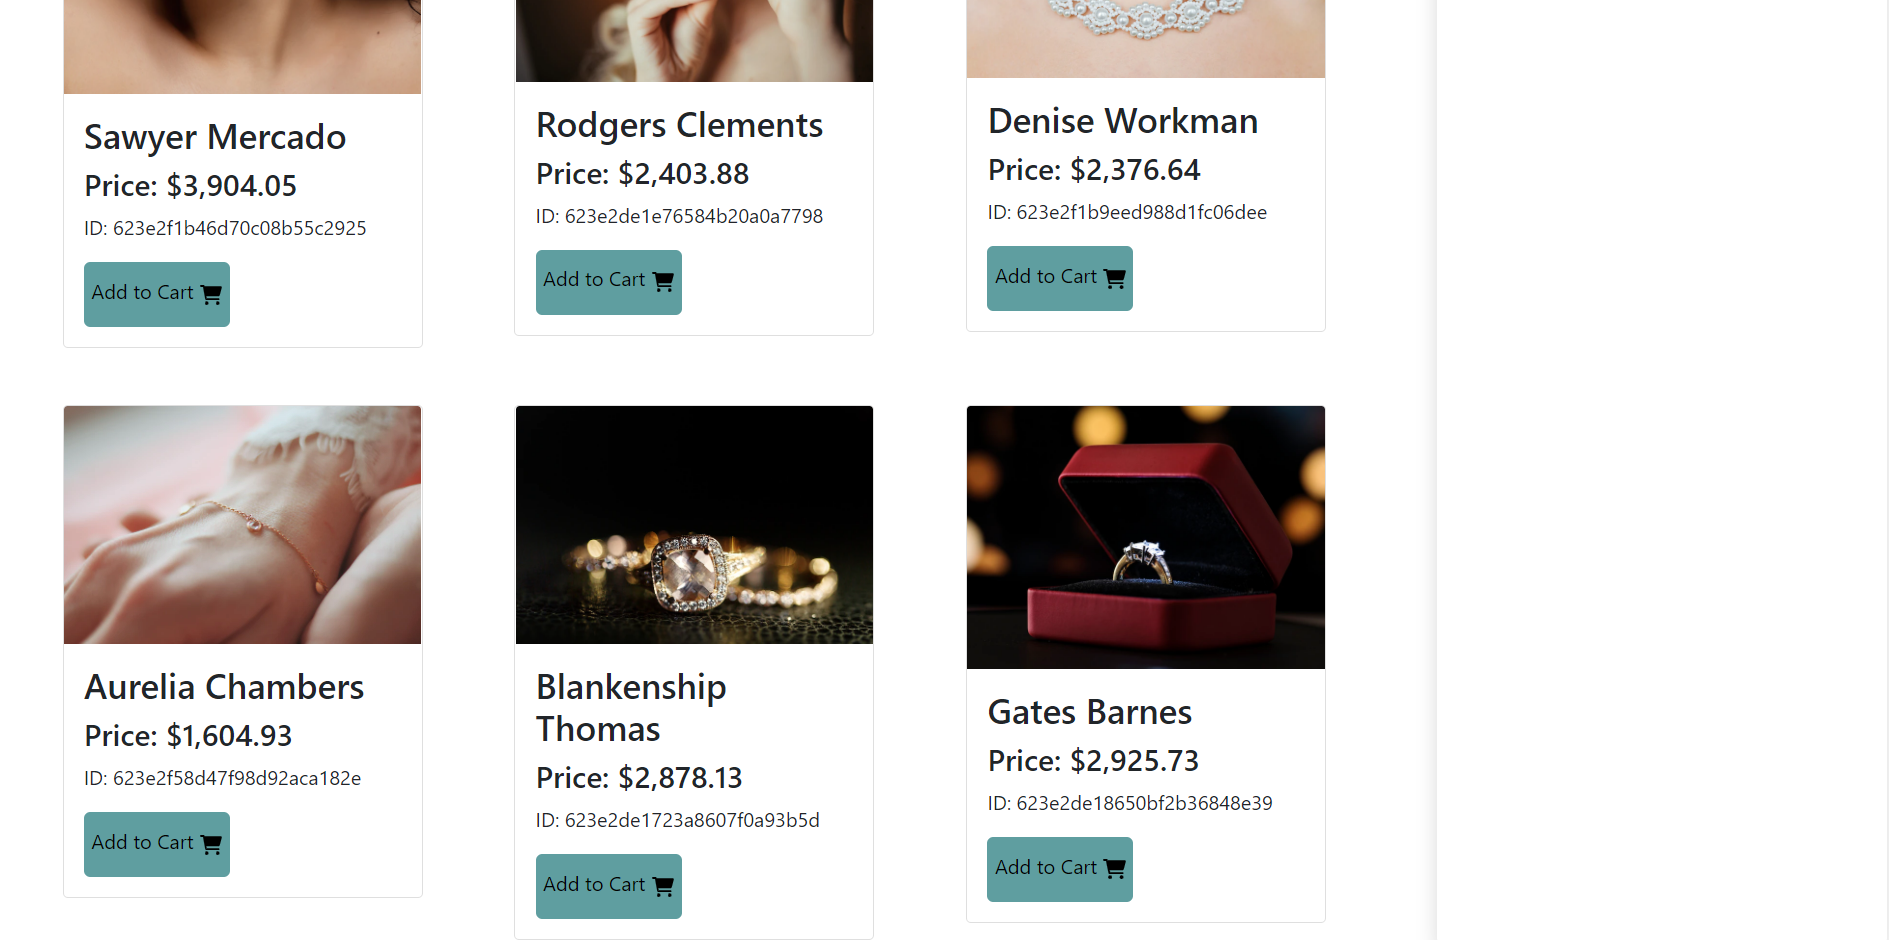 Sawyer Mercado
Price: $3,904.05
ID: 623e2f1b46d70c08b55c2925
Add to Cart
Rodgers Clements
Price: $2,403.88
ID: 623e2de1e76584b20a0a7798
Add to Cart
Denise Workman
Price: $2,376.64
ID: 623e2f1b9eed988d1fc06dee
Add to Cart
Aurelia Chambers
Price: $1,604.93
ID: 623e2f58d47f98d92aca182e
Add to Cart
Blankenship
Thomas
Price: $2,878.13
ID: 623e2de1723a8607f0a93b5d
Add to Cart
Gates Barnes
Price: $2,925.73
ID: 623e2de18650bf2b36848e39
Add to Cart